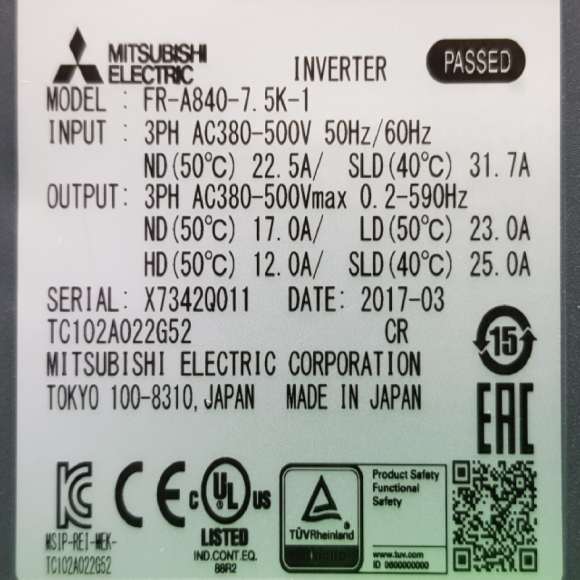 MITSUBISHI
ELECTRIC INVERTER PASSED
MODEL : FR-A840-7.5K-1
INPUT : 3PH AC380-500V 50Hz/60Hz
ND(50℃) 22.5A/ SLD(40℃) 31.7A
OUTPUT: 3PH AC380-500Vmax 0.2-590Hz
ND(50℃) 17.0A/ LD(50℃) 23.0A
HD(50℃) 12.0A/ SLD(40℃) 25.0A
SERIAL: X7342Q011 DATE: 2017-03
TC102A022G52 CR
15
MITSUBISHI ELECTRIC CORPORATION
TOKYO 100-8310, JAPAN MADE IN JAPAN
EAC
CE
C UL US
LISTED
IND.CONT.EQ.
88R2
MSIP-REI-MEK-
TC102A022G52
TÜVRheinland
Product Safety
Functional
Safety
www.tuv.com
ID 0600000000